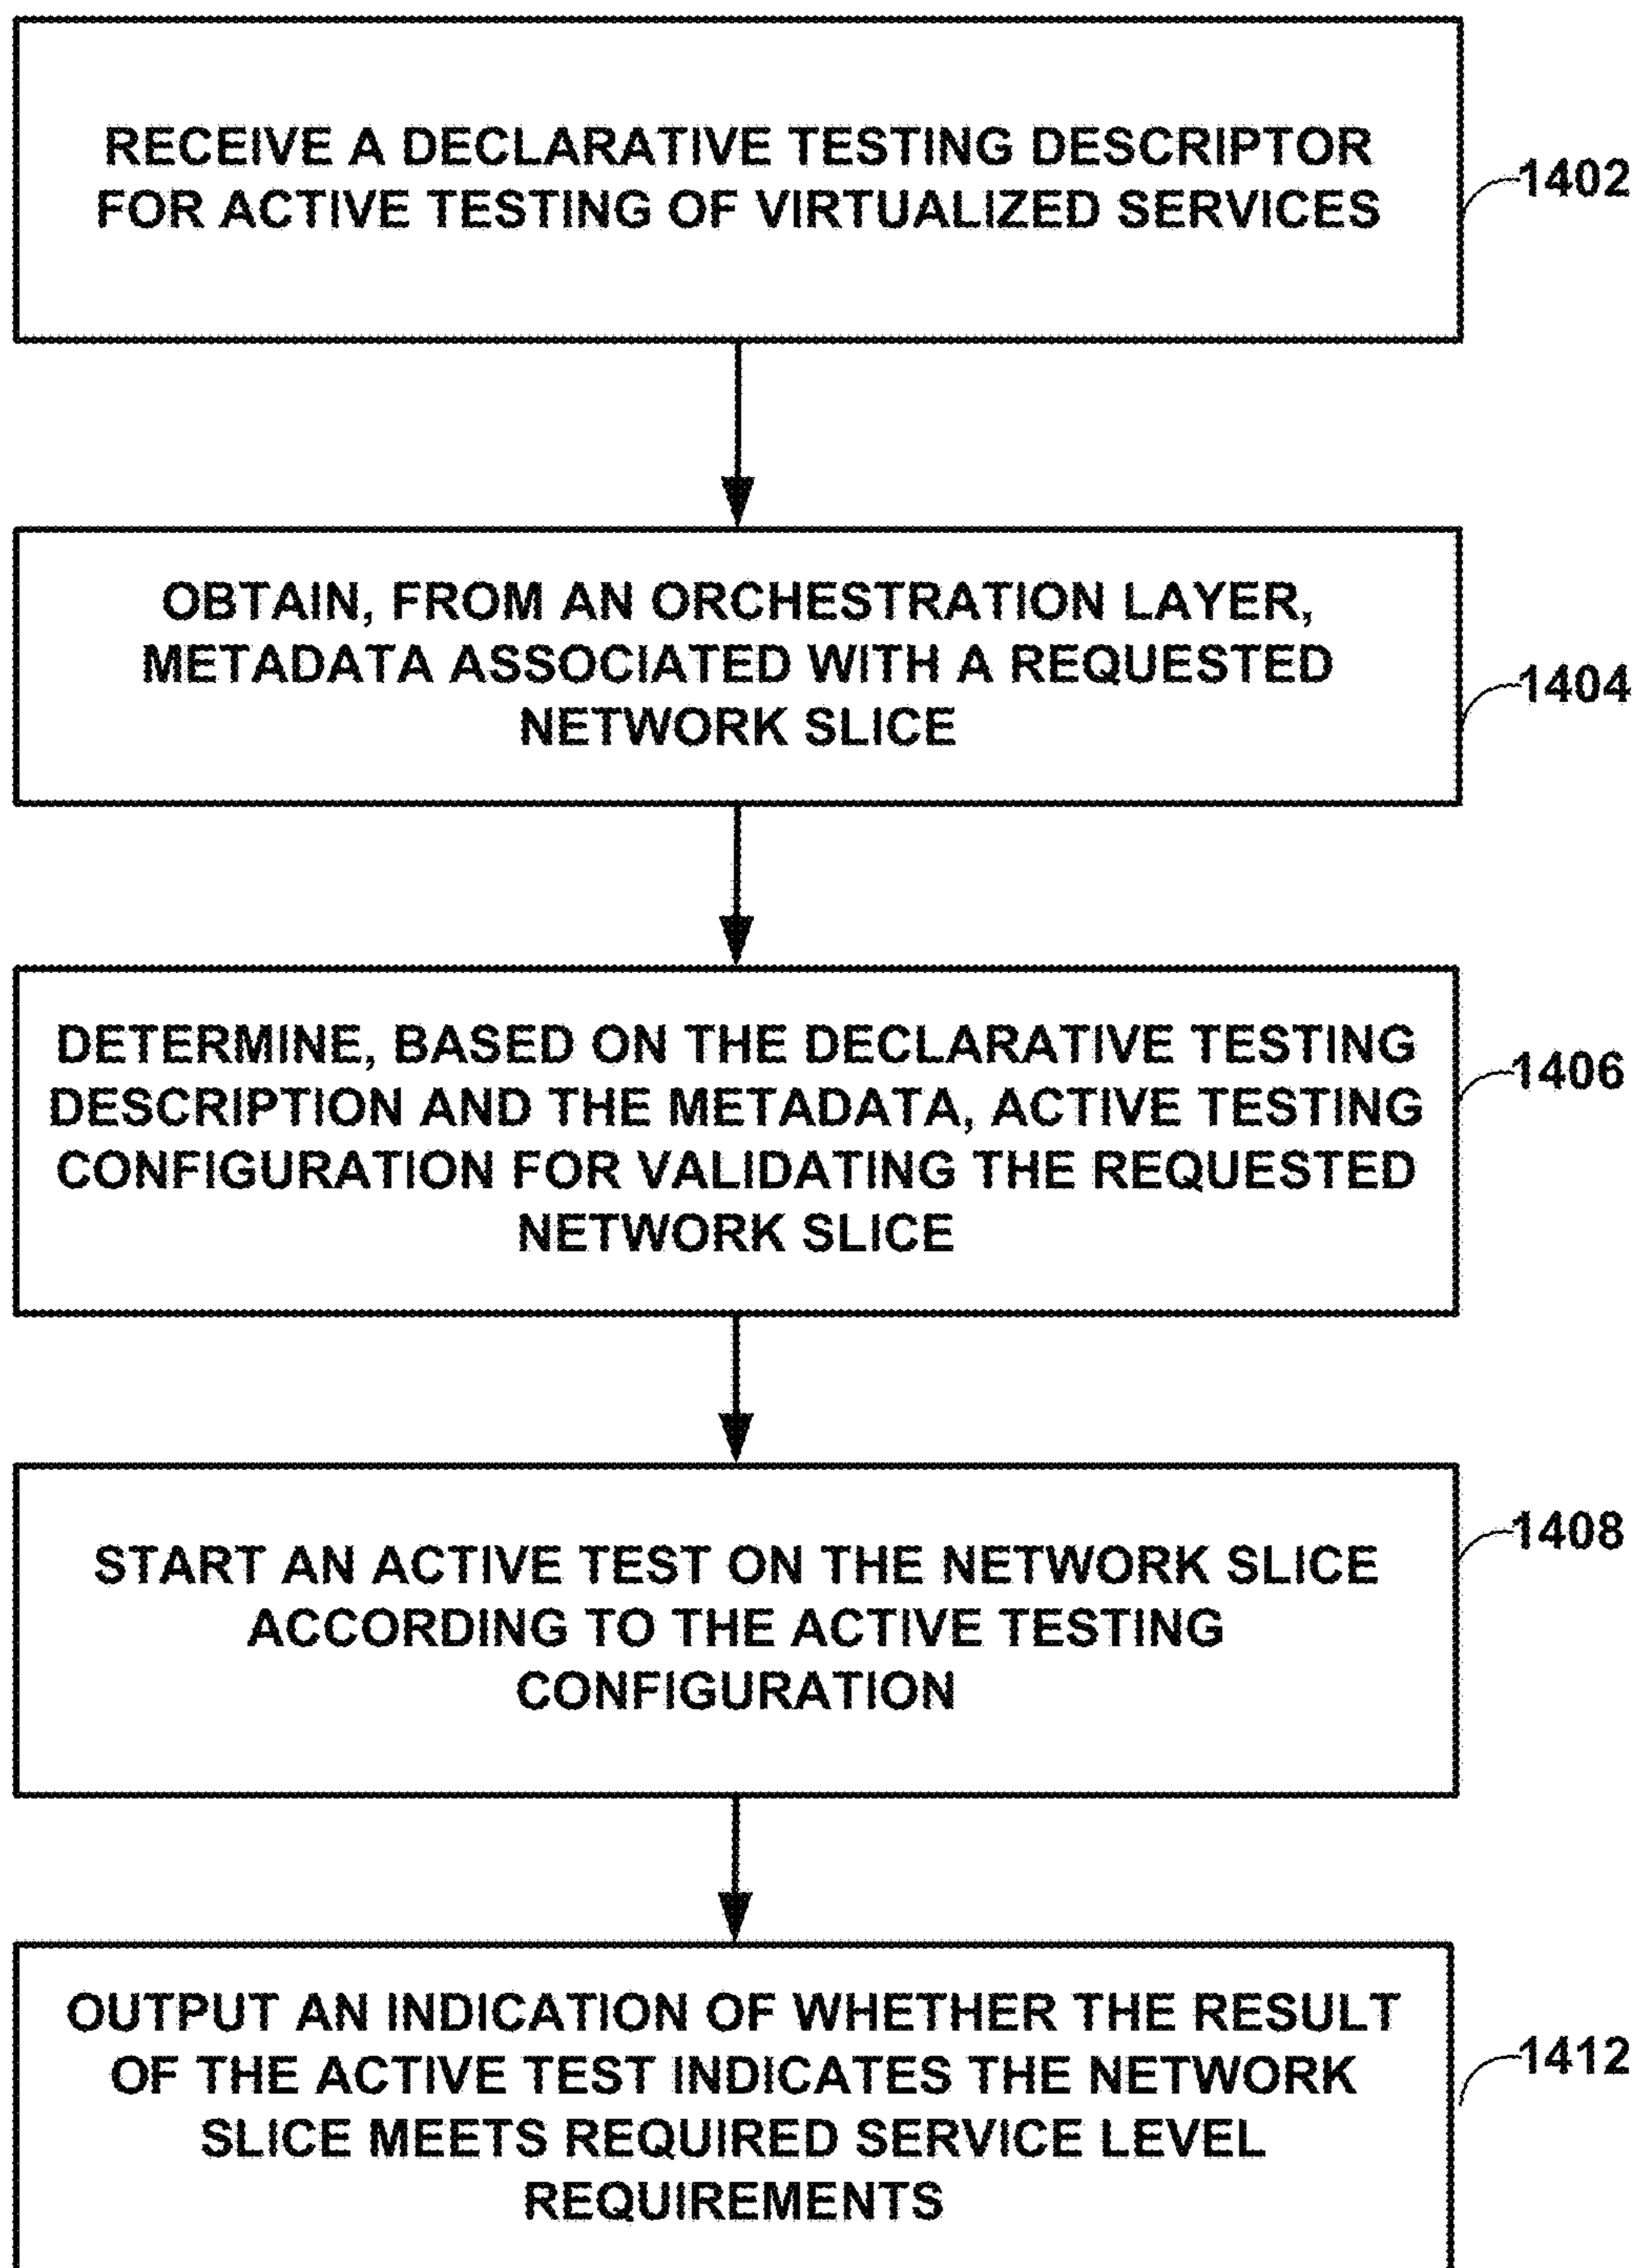 RECEIVE A DECLARATIVE TESTING DESCRIPTOR
FOR ACTIVE TESTING OF VIRTUALIZED SERVICES
1402
OBTAIN, FROM AN ORCHESTRATION LAYER,
METADATA ASSOCIATED WITH A REQUESTED
NETWORK SLICE
1404
DETERMINE, BASED ON THE DECLARATIVE TESTING
DESCRIPTION AND THE METADATA, ACTIVE TESTING
CONFIGURATION FOR VALIDATING THE REQUESTED
NETWORK SLICE
1406
START AN ACTIVE TEST ON THE NETWORK SLICE
ACCORDING TO THE ACTIVE TESTING
CONFIGURATION
1408
OUTPUT AN INDICATION OF WHETHER THE RESULT
OF THE ACTIVE TEST INDICATES THE NETWORK
SLICE MEETS REQUIRED SERVICE LEVEL
REQUIREMENTS
1412